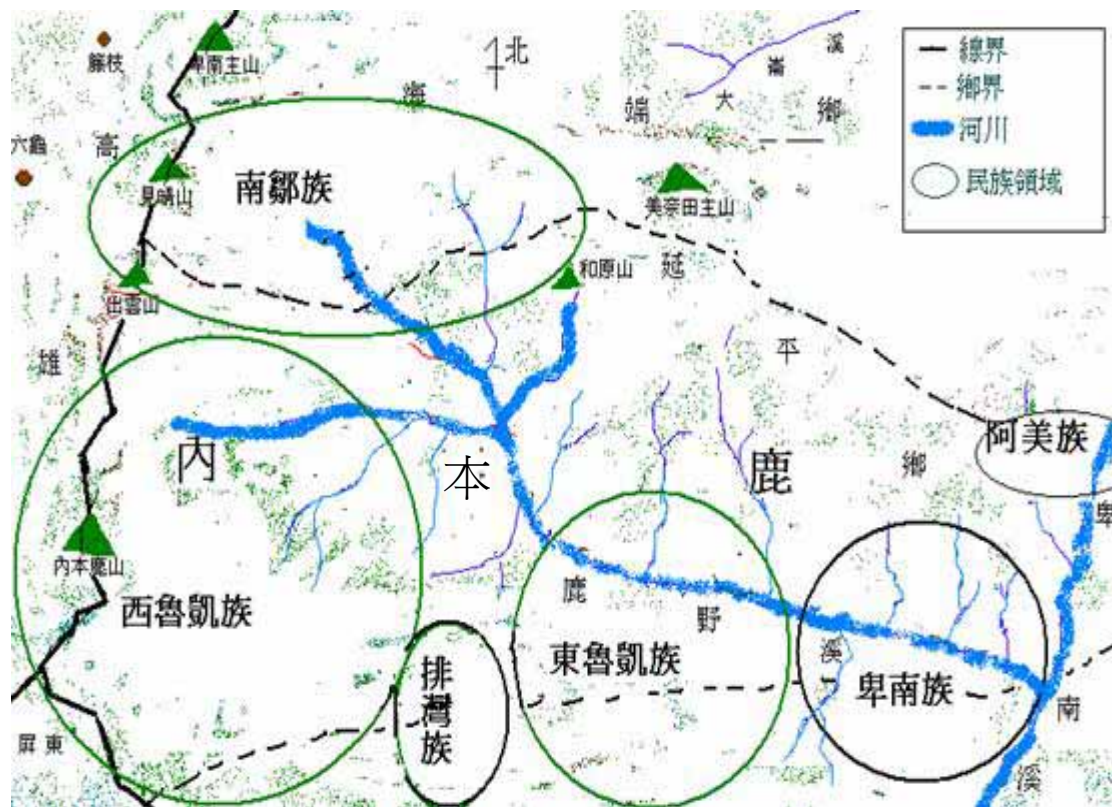 卑南主山
籐枝
北
海
端
鄉
大
崙
溪
線界
鄉界
河川
民族領域
六龜
高
見晴山
南鄒族
美奈田主山
出雲山
和原山
延
雄
平
內
本
鹿
鄉
阿美族
卑
內本鹿山
西魯凱族
排灣族
東魯凱族
鹿
野
溪
卑南族
南
溪
屏東